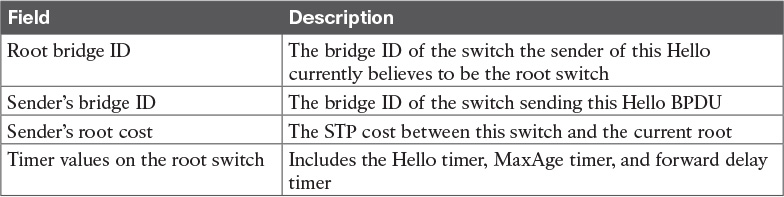 Field Description
Root bridge ID The bridge ID of the switch the sender of this Hello
currently believes to be the root switch
Sender's bridge ID The bridge ID of the switch sending this Hello BPDU
Sender's root cost The STP cost between this switch and the current root
Timer values on the root switch Includes the Hello timer, MaxAge timer, and forward delay
timer